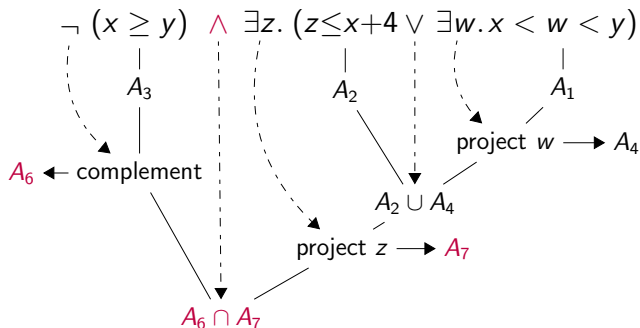 ¬ (x ≥ y) ∧ ∃z. (z≤x+4 ∨ ∃w. x < w < y)
A₃ A₂ A₁
project w A₄
A₆ complement
A₂ ∪ A₄
project z A₇
A₆ ∩ A₇